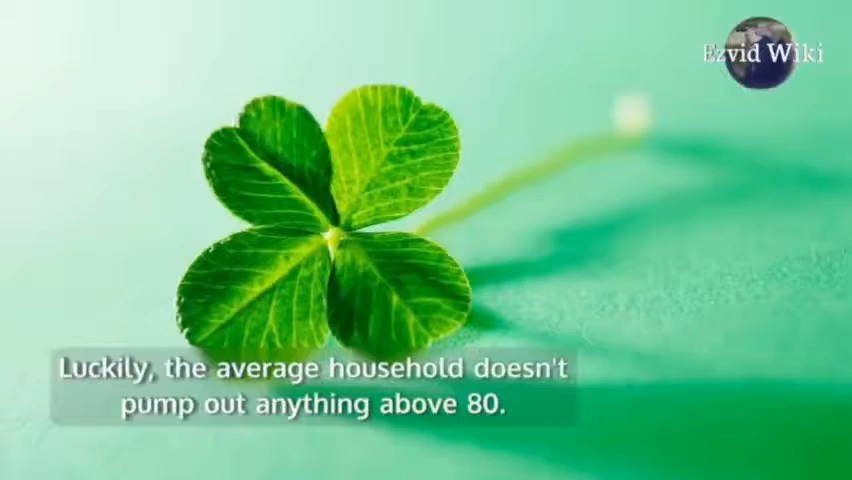 Ezvid Wiki
Luckily, the average household doesn't
pump out anything above 80.